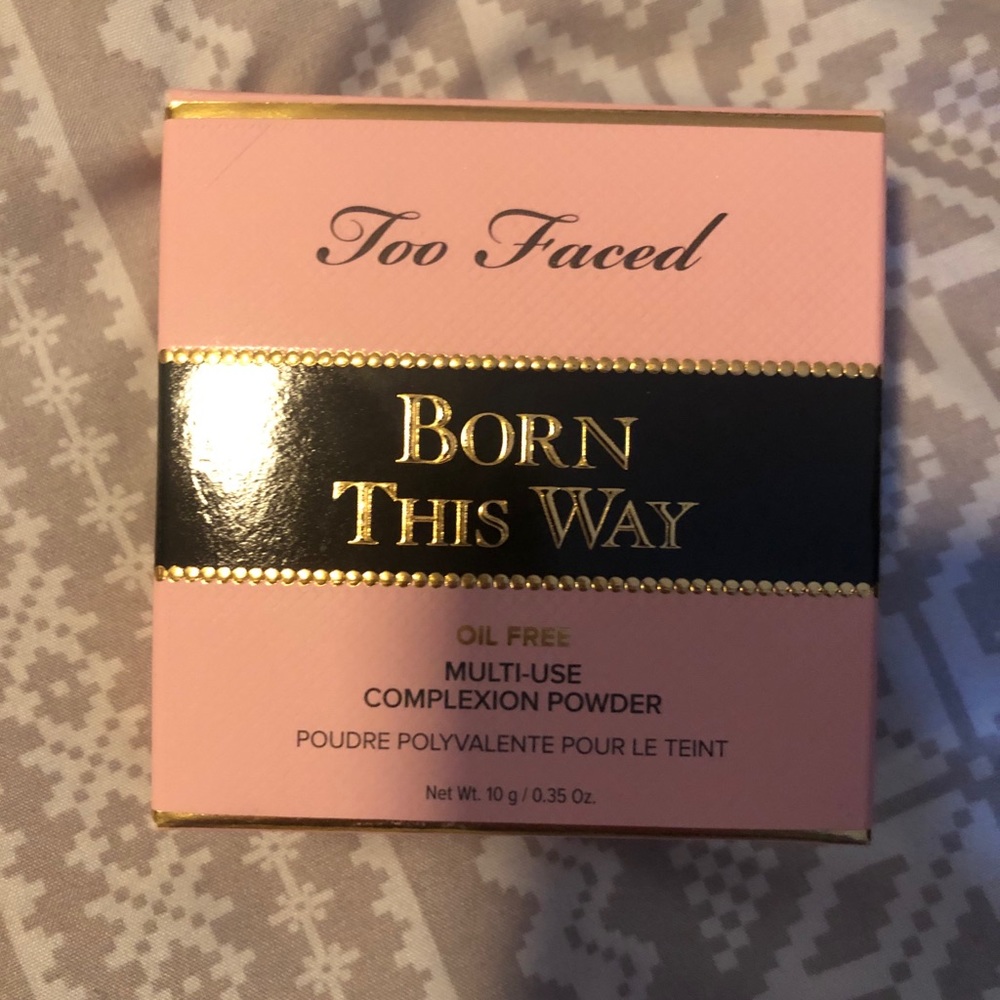 Too Faced
BORN
THIS WAY
OIL FREE
MULTI-USE
COMPLEXION POWDER
POUDRE POLYVALENTE POUR LE TEINT
Net Wt. 10 g / 0.35 Oz.